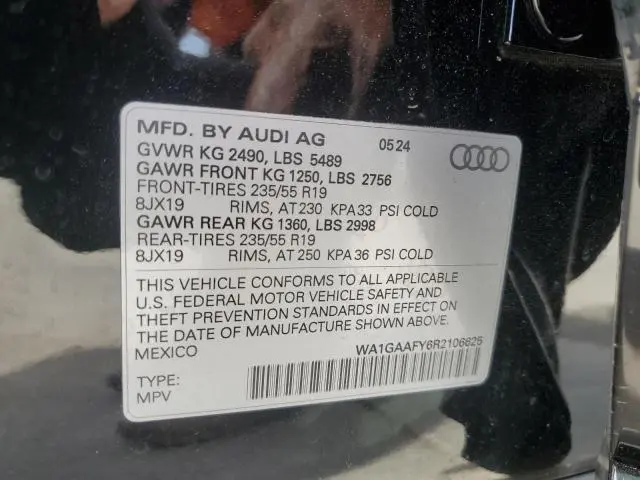 MFD. BY AUDI AG 05 24
GVWR KG 2490, LBS 5489
GAWR FRONT KG 1250, LBS 2756
FRONT-TIRES 235/55 R19
8JX19 RIMS, AT 230 KPA 33 PSI COLD
GAWR REAR KG 1360, LBS 2998
REAR-TIRES 235/55 R19
8JX19 RIMS, AT 250 KPA 36 PSI COLD
THIS VEHICLE CONFORMS TO ALL APPLICABLE
U.S. FEDERAL MOTOR VEHICLE SAFETY AND
THEFT PREVENTION STANDARDS IN EFFECT ON
THE DATE OF MANUFACTURE SHOWN ABOVE.
MEXICO WA1GAAFY6R2106625
TYPE:
MPV